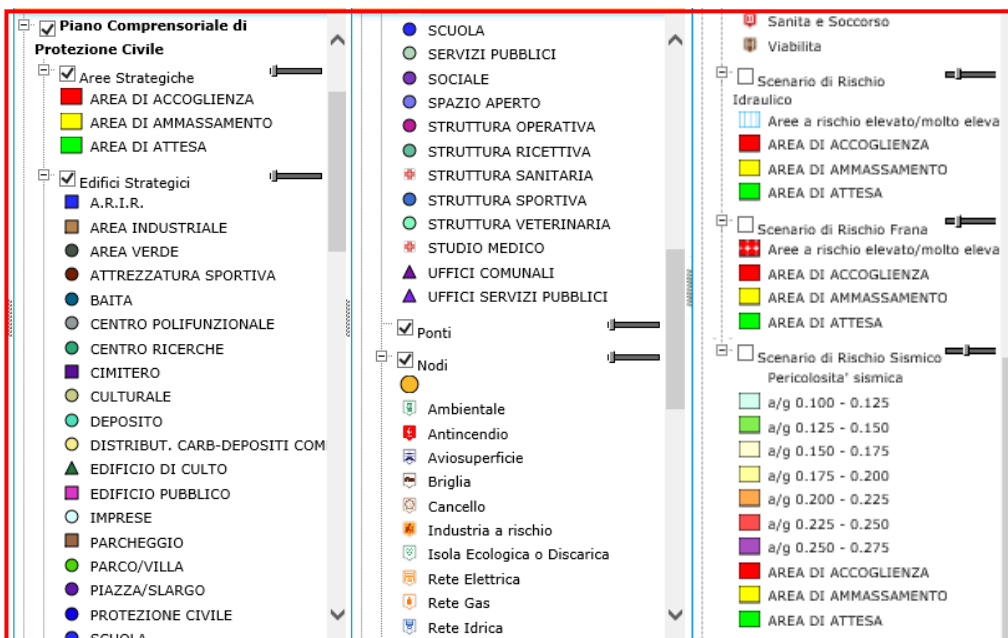 Piano Comprensoriale di
Protezione Civile
Aree Strategiche
AREA DI ACCOGLIENZA
AREA DI AMMASSAMENTO
AREA DI ATTESA
Edifici Strategici
A.R.I.R.
AREA INDUSTRIALE
AREA VERDE
ATTREZZATURA SPORTIVA
BAITA
CENTRO POLIFUNZIONALE
CENTRO RICERCHE
CIMITERO
CULTURALE
DEPOSITO
DISTRIBUT. CARB-DEPOSITI COM
EDIFICIO DI CULTO
EDIFICIO PUBBLICO
IMPRESE
PARCHEGGIO
PARCO/VILLA
PIAZZA/SLARGO
PROTEZIONE CIVILE
SCUOLA
SCUOLA
SERVIZI PUBBLICI
SOCIALE
SPAZIO APERTO
STRUTTURA OPERATIVA
STRUTTURA RICETTIVA
STRUTTURA SANITARIA
STRUTTURA SPORTIVA
STRUTTURA VETERINARIA
STUDIO MEDICO
UFFICI COMUNALI
UFFICI SERVIZI PUBBLICI
Ponti
Nodi
Ambientale
Antincendio
Aviosuperficie
Briglia
Cancello
Industria a rischio
Isola Ecologica o Discarica
Rete Elettrica
Rete Gas
Rete Idrica
Sanita e Soccorso
Viabilita
Scenario di Rischio
Idraulico
Aree a rischio elevato/molto eleva
AREA DI ACCOGLIENZA
AREA DI AMMASSAMENTO
AREA DI ATTESA
Scenario di Rischio Frana
Aree a rischio elevato/molto eleva
AREA DI ACCOGLIENZA
AREA DI AMMASSAMENTO
AREA DI ATTESA
Scenario di Rischio Sismico
Pericolosita' sismica
a/g 0.100 - 0.125
a/g 0.125 - 0.150
a/g 0.150 - 0.175
a/g 0.175 - 0.200
a/g 0.200 - 0.225
a/g 0.225 - 0.250
a/g 0.250 - 0.275
AREA DI ACCOGLIENZA
AREA DI AMMASSAMENTO
AREA DI ATTESA